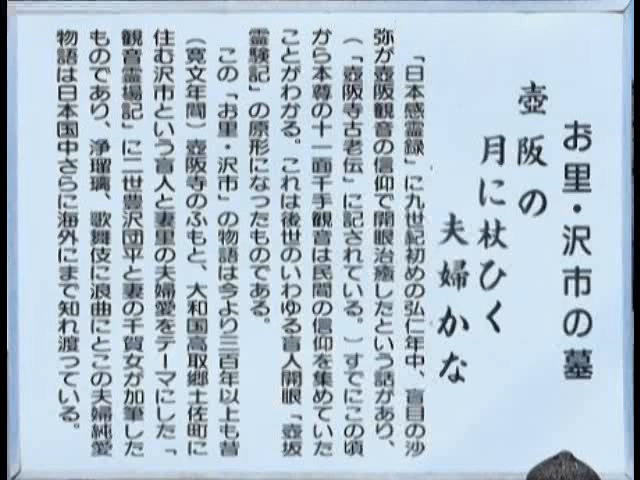 お里・沢市の墓
壺阪の
月に杖ひく
夫婦かな
「日本感霊録」に九世紀初めの弘仁年中、盲目の沙
弥が壺阪観音の信仰で開眼治癒したという話があり、
(「壺阪寺古老伝」に記されている。)すでにこの頃
から本尊の十一面千手観音は民間の信仰を集めていた
ことがわかる。これは後世のいわゆる盲人開眼「壺坂
霊験記」の原形になったものである。
この「お里・沢市」の物語は今より三百年以上も昔
(寛文年間)壺阪寺のふもと、大和国高取郷土佐町に
住む沢市という盲人と妻里の夫婦愛をテーマにした「
観音霊場記」に二世豊沢団平と妻の千賀女が加筆した
ものであり、浄瑠璃、歌舞伎に浪曲にとこの夫婦純愛
物語は日本国中さらに海外にまで知れ渡っている。